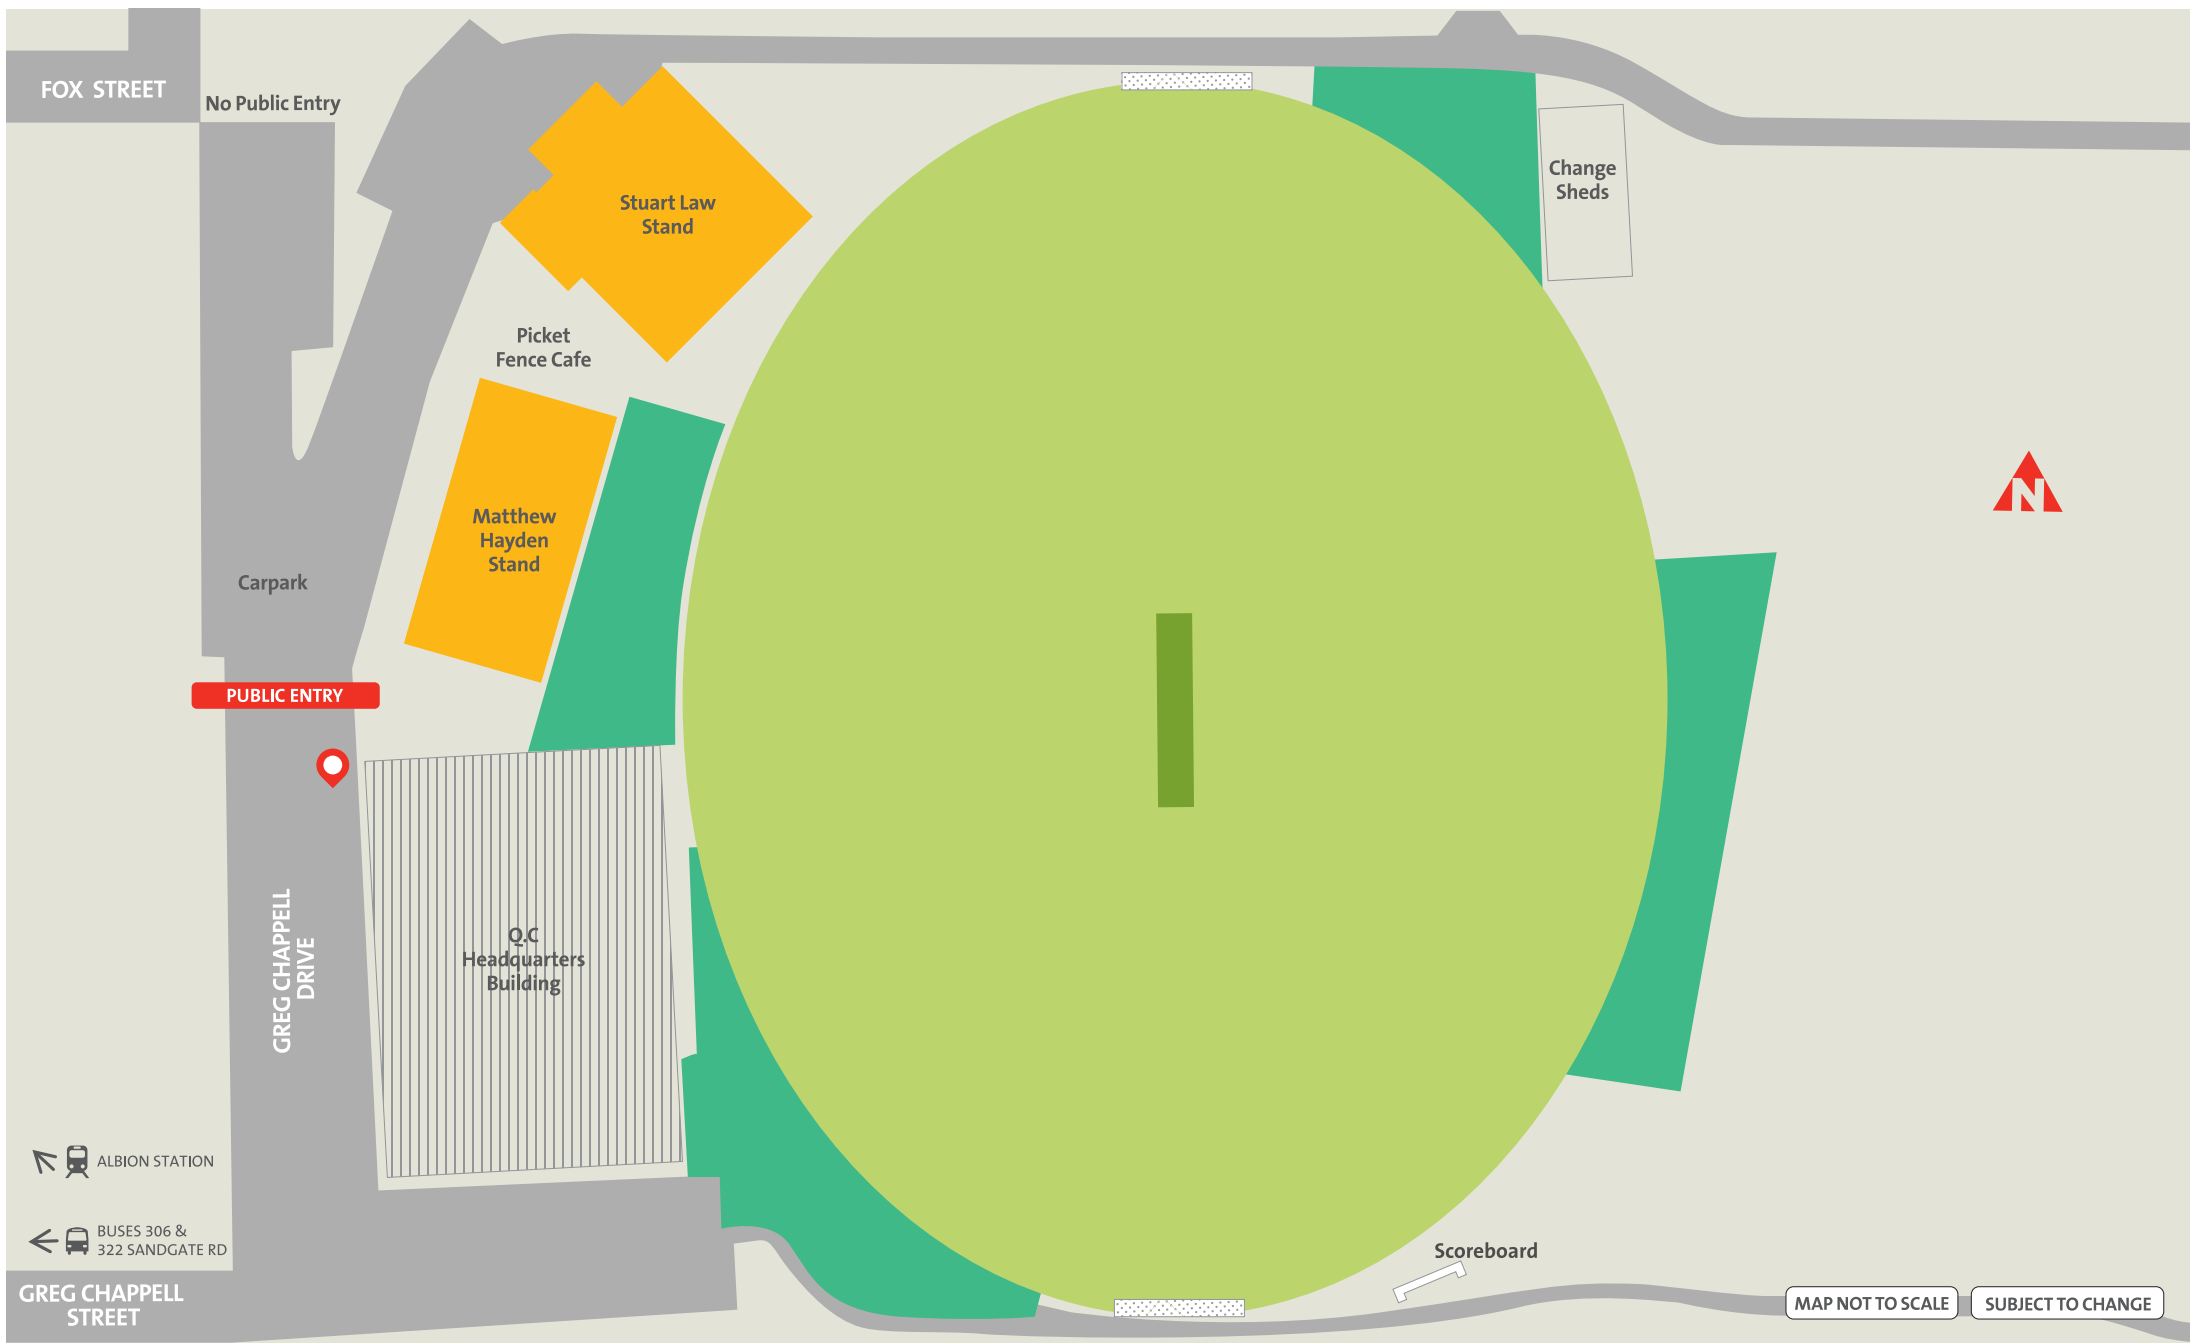 FOX STREET
No Public Entry
Change
Sheds
Stuart Law
Stand
Picket
Fence Cafe
Matthew
Hayden
Stand
N
Carpark
PUBLIC ENTRY
GREG CHAPPELL
DRIVE
Q.C
Headquarters
Building
ALBION STATION
BUSES 306 &
322 SANDGATE RD
GREG CHAPPELL
STREET
Scoreboard
MAP NOT TO SCALE
SUBJECT TO CHANGE